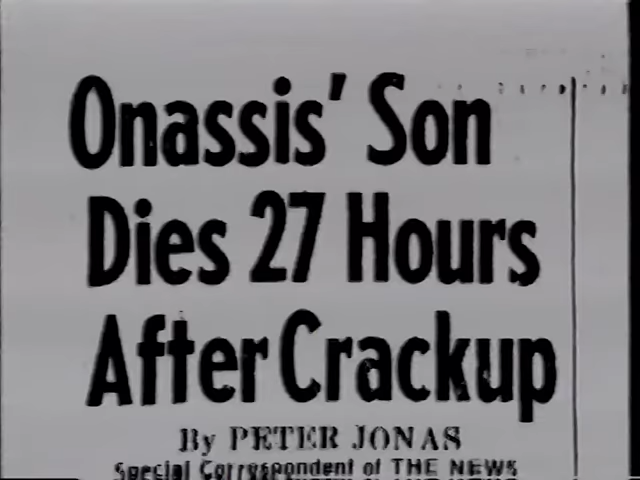 Onassis' Son
Dies 27 Hours
After Crackup
By PETER JONAS
Special Correspondent of THE NEWS